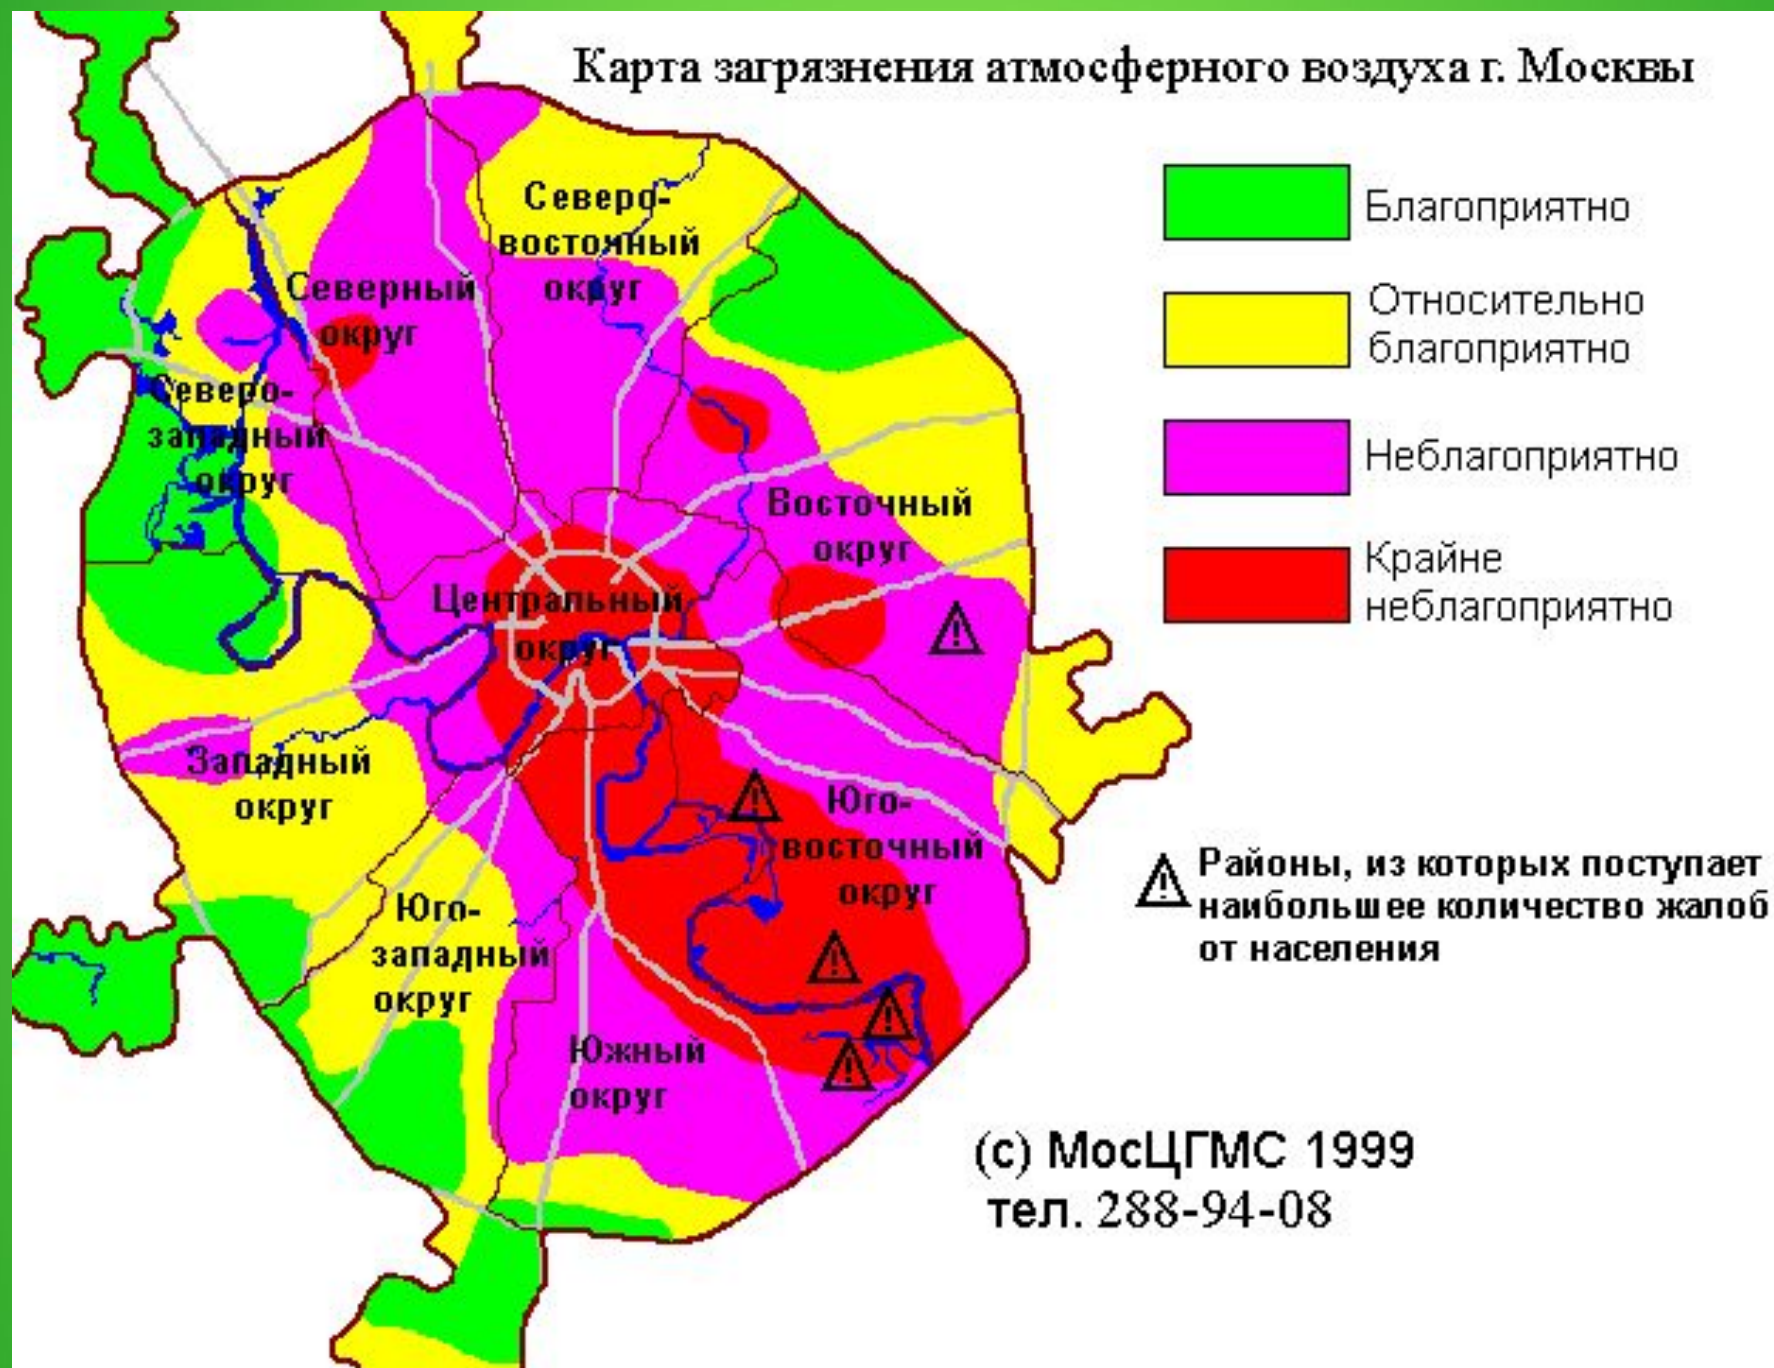 Карта загрязнения атмосферного воздуха г. Москвы
Благоприятно
Относительно
благоприятно
Неблагоприятно
Крайне
неблагоприятно
Северо-
восточный
округ
Северный
округ
Северо-
западный
округ
Восточный
округ
Центральный
округ
Западный
округ
Юго-
восточный
округ
Юго-
западный
округ
Южный
округ
Районы, из которых поступает
наибольшее количество жалоб
от населения
(c) МосЦГМС 1999
тел. 288-94-08